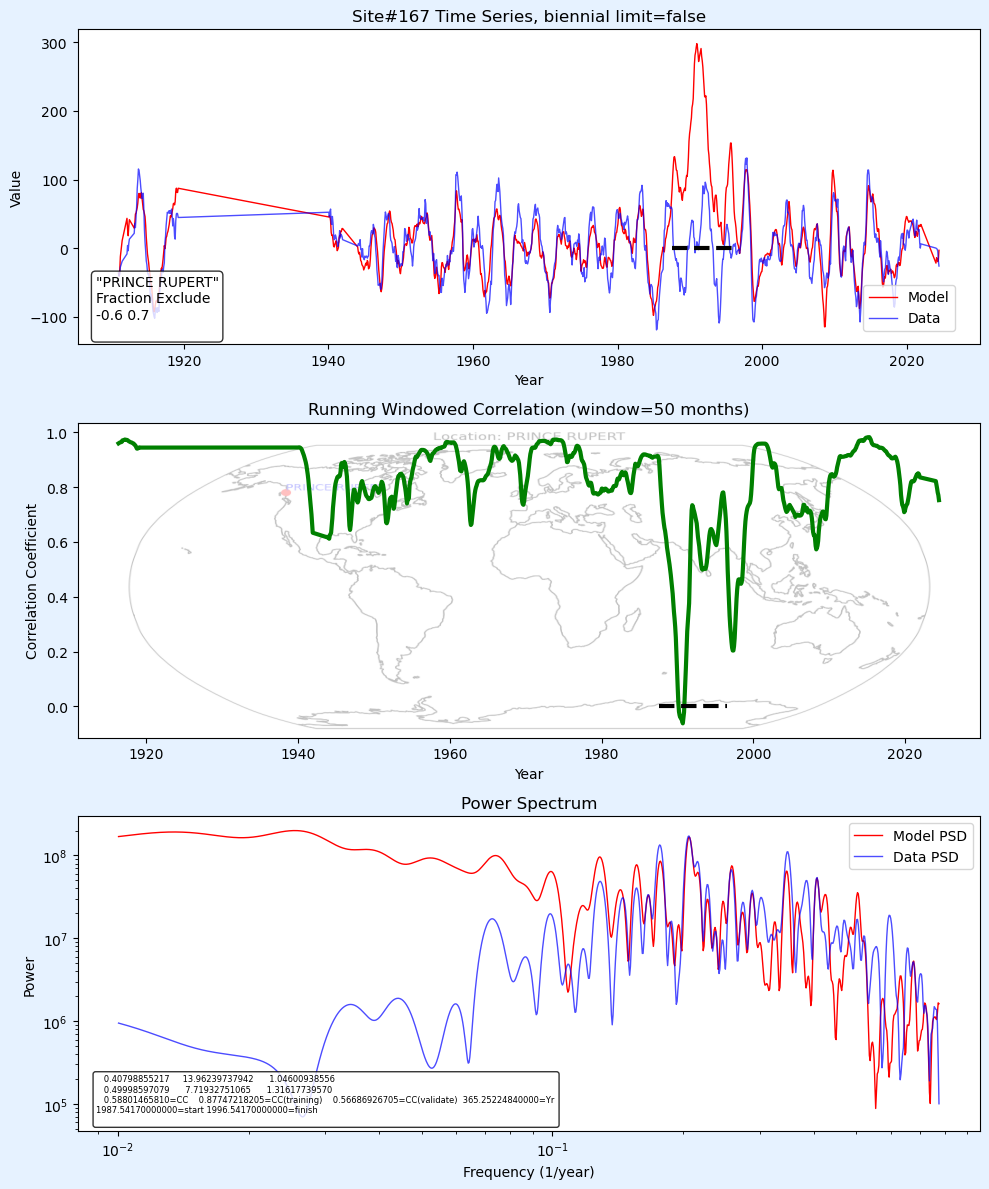 Site#167 Time Series, biennial limit=false
300
200
100
0
−100
Value
"PRINCE RUPERT"
Fraction Exclude
-0.6 0.7
Model
Data
1920
1940
1960
1980
2000
2020
Year
Running Windowed Correlation (window=50 months)
Location: PRINCE RUPERT
1.0
0.8
0.6
0.4
0.2
0.0
Correlation Coefficient
1920
1940
1960
1980
2000
2020
Year
Power Spectrum
Model PSD
Data PSD
10^8
10^7
10^6
10^5
Power
0.40798855217 13.96239737942 1.04600938556
0.49998597079 7.71932751065 1.31617739570
0.58801465810=CC 0.87747218205=CC(training) 0.56686926705=CC(validate) 365.25224840000=Yr
1987.54170000000=start 1996.54170000000=finish
10^−2
10^−1
Frequency (1/year)